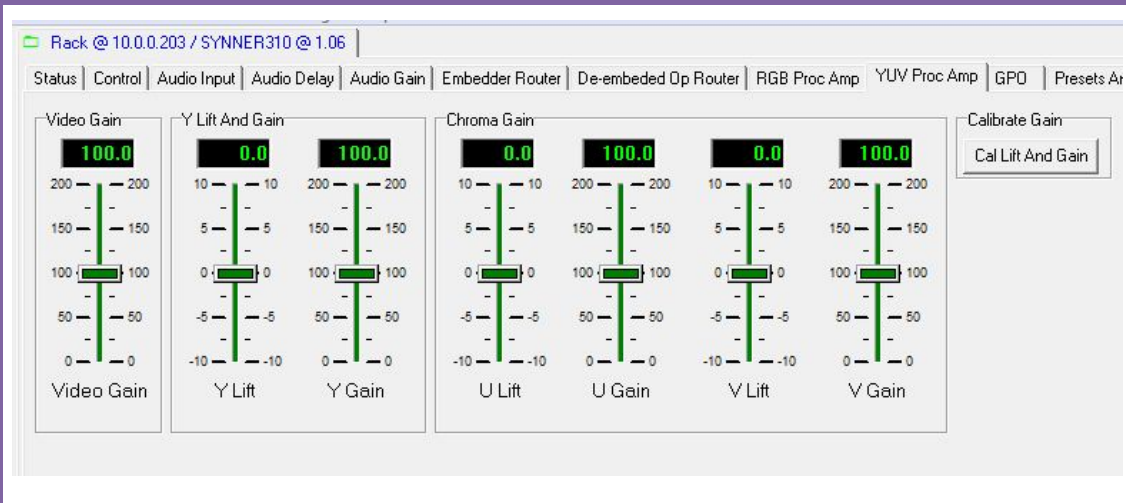 Rack @ 10.0.0.203 / SYNNER310 @ 1.06
Status Control Audio Input Audio Delay Audio Gain Embedder Router De-embeded Op Router RGB Proc Amp YUV Proc Amp GPO Presets Ar
Video Gain Y Lift And Gain Chroma Gain Calibrate Gain
100.0 0.0 100.0 0.0 100.0 0.0 100.0 Cal Lift And Gain
200 200 10 10 200 200 10 10 200 200 10 10 200 200
150 150 5 5 150 150 5 5 150 150 5 5 150 150
100 100 0 0 100 100 0 0 100 100 0 0 100 100
50 50 -5 -5 50 50 -5 -5 50 50 -5 -5 50 50
0 0 -10 -10 0 0 -10 -10 0 0 -10 -10 0 0
Video Gain Y Lift Y Gain U Lift U Gain V Lift V Gain